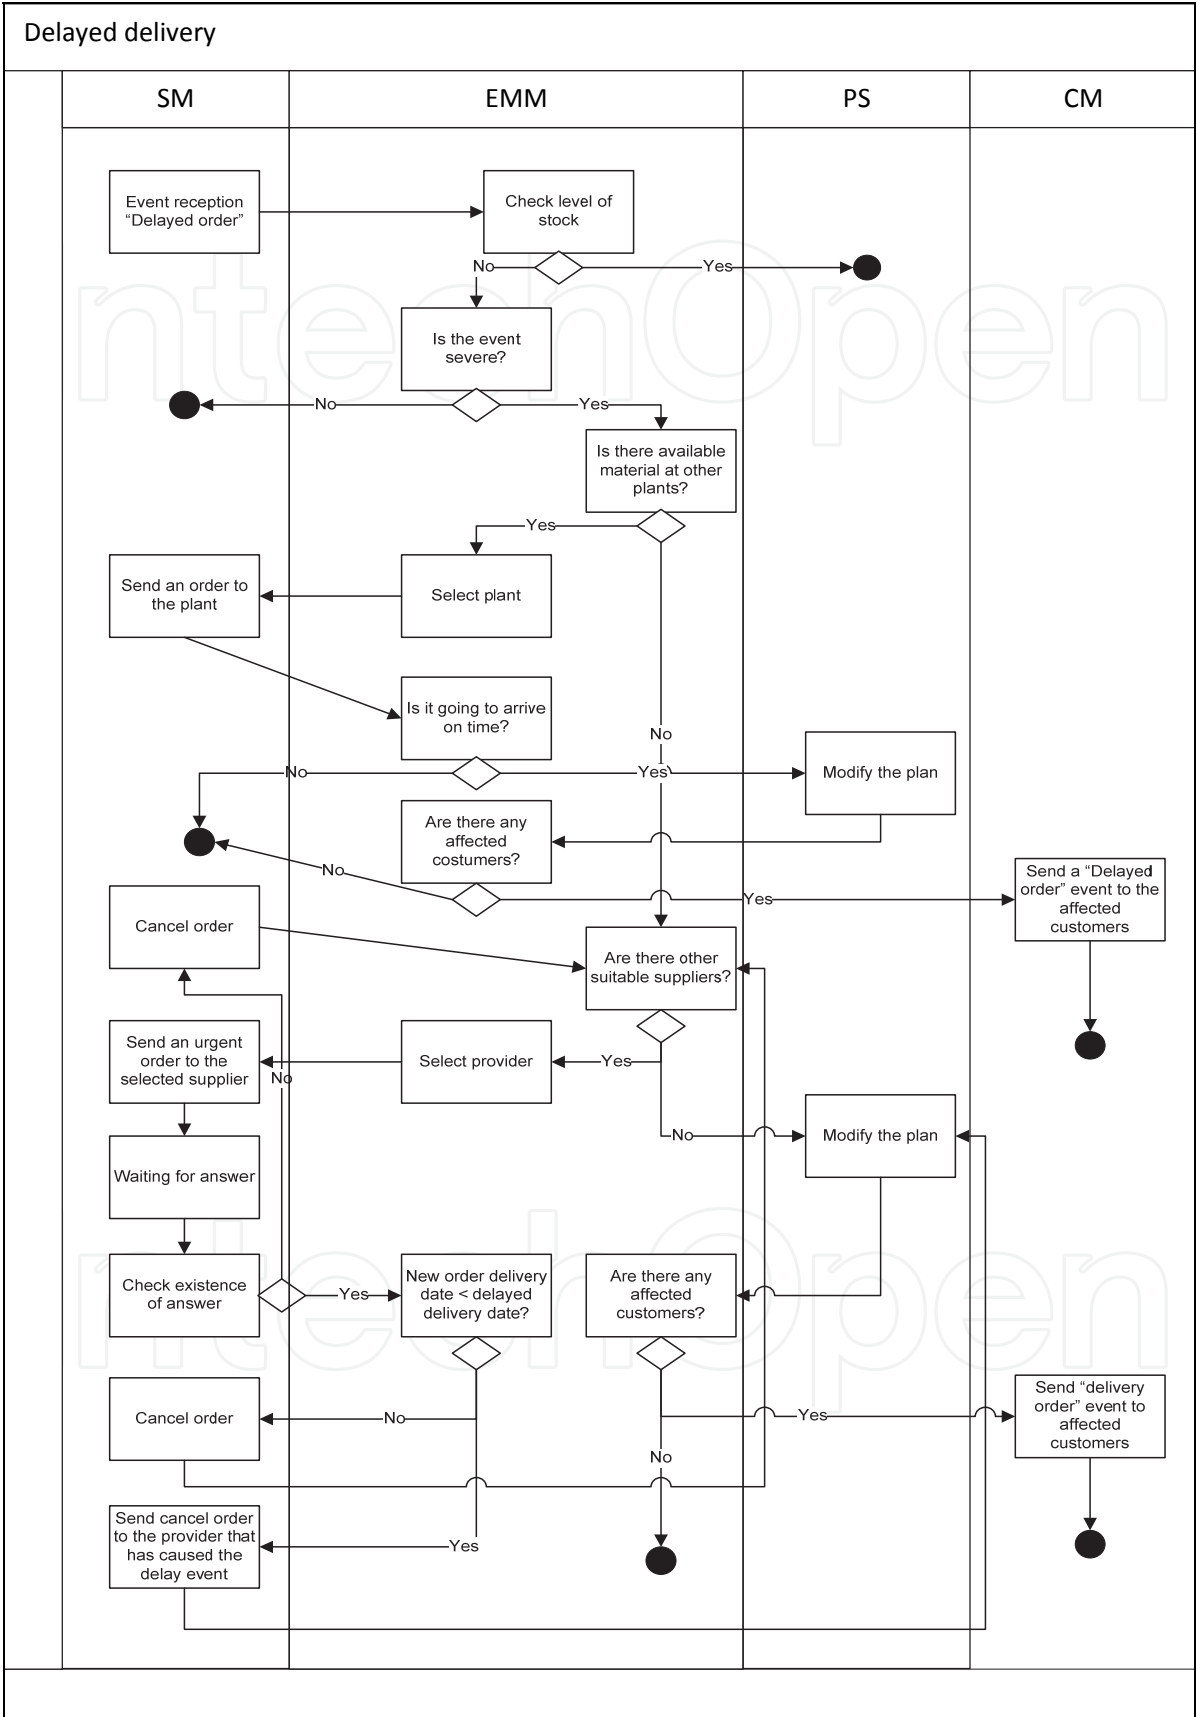 Delayed delivery
SM
EMM
PS
CM
Event reception
“Delayed order”
Check level of
stock
No
Yes
Is the event
severe?
No
Yes
Is there available
material at other
plants?
Yes
Send an order to
the plant
Select plant
Is it going to arrive
on time?
No
No
Yes
Modify the plan
Are there any
affected
costumers?
No
Yes
Send a “Delayed
order” event to the
affected
customers
Cancel order
Are there other
suitable suppliers?
Send an urgent
order to the
selected supplier
No
Select provider
Yes
No
Modify the plan
Waiting for answer
Check existence
of answer
Yes
New order delivery
date < delayed
delivery date?
Are there any
affected
customers?
Cancel order
No
Yes
Send “delivery
order” event to
affected
customers
No
Send cancel order
to the provider that
has caused the
delay event
Yes
ntechOpen
ntechOpen